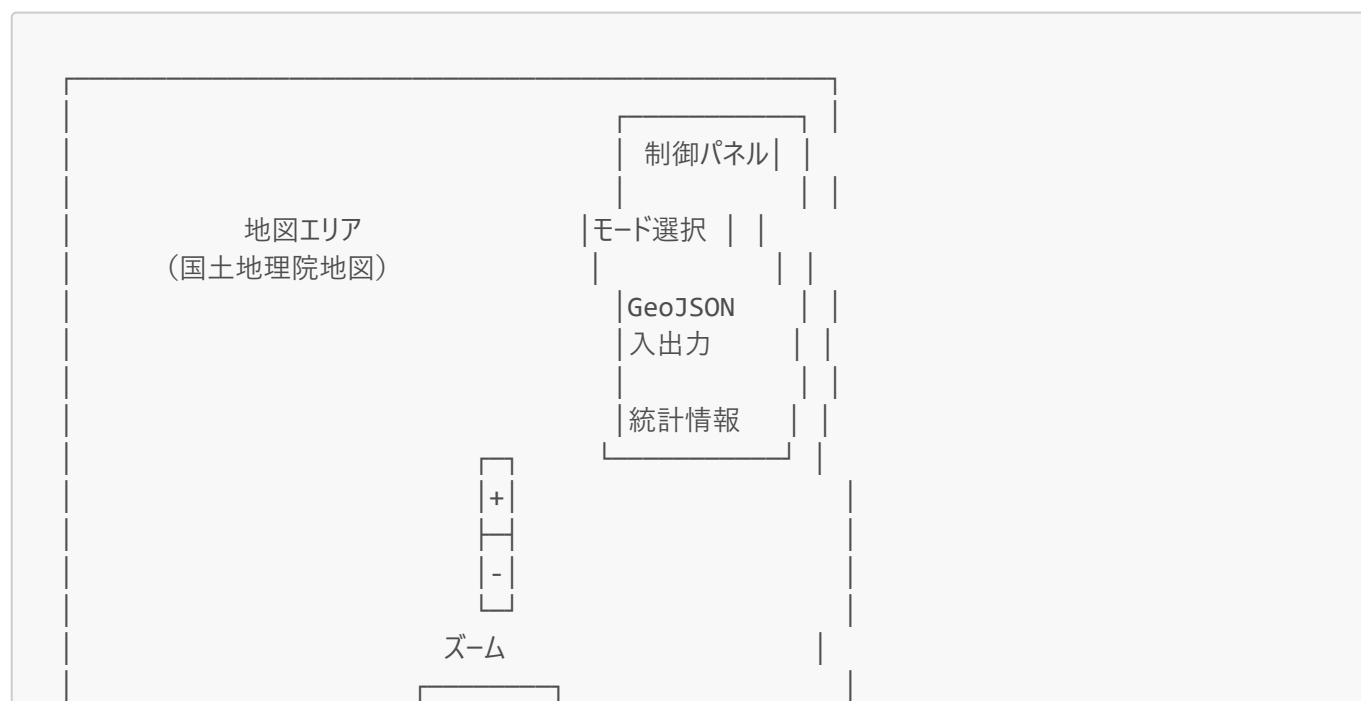 制御パネル
地図エリア モード選択
（国土地理院地図）
GeoJSON
入出力
統計情報
+
-
ズーム